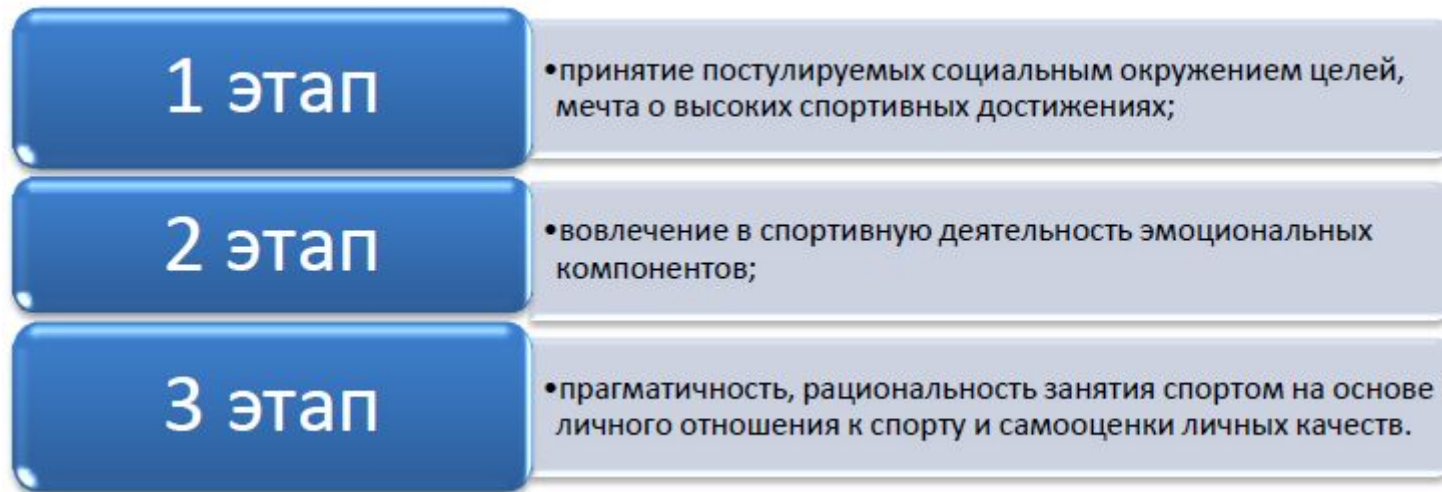 1 этап
•принятие постулируемых социальным окружением целей,
мечта о высоких спортивных достижениях;
2 этап
•вовлечение в спортивную деятельность эмоциональных
компонентов;
3 этап
•прагматичность, рациональность занятия спортом на основе
личного отношения к спорту и самооценки личных качеств.